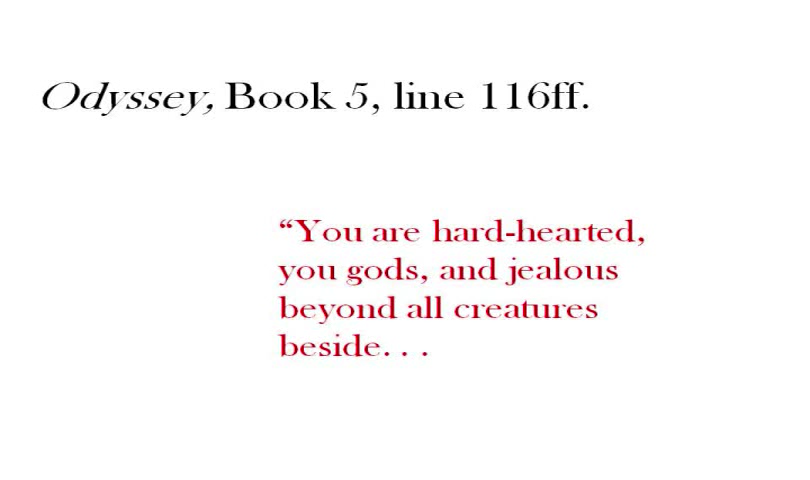 Odyssey, Book 5, line 116ff.
“You are hard-hearted,
you gods, and jealous
beyond all creatures
beside. . .